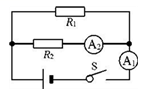 R₁
R₂ A₂
S A₁